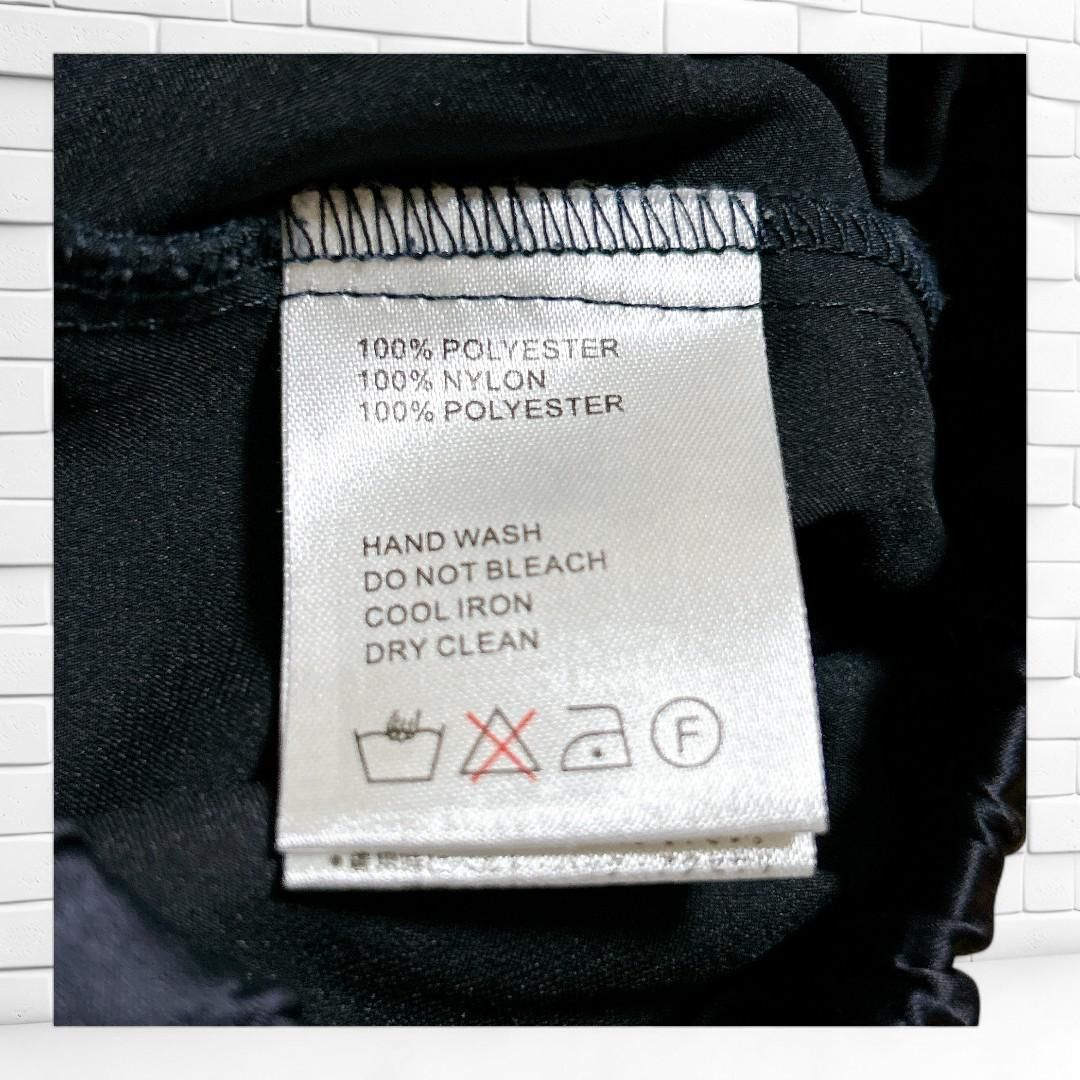 100% POLYESTER
100% NYLON
100% POLYESTER
HAND WASH
DO NOT BLEACH
COOL IRON
DRY CLEAN
F